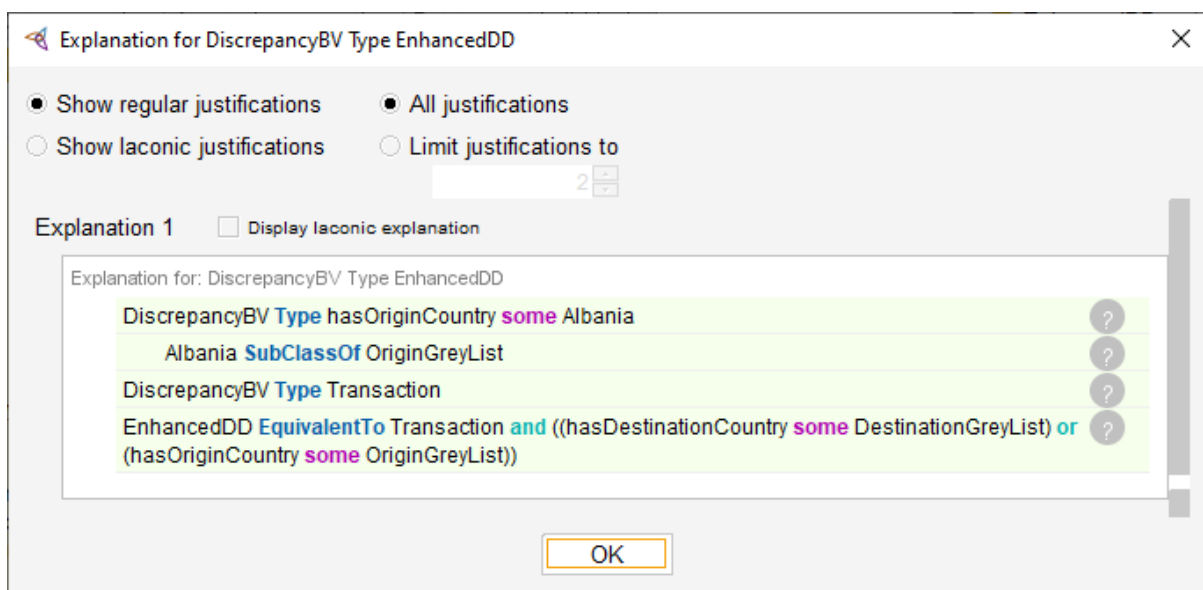 Explanation for DiscrepancyBV Type EnhancedDD
Show regular justifications
All justifications
Show laconic justifications
Limit justifications to
2
Explanation 1
Display laconic explanation
Explanation for: DiscrepancyBV Type EnhancedDD
DiscrepancyBV Type hasOriginCountry some Albania
?
Albania SubClassOf OriginGreyList
?
DiscrepancyBV Type Transaction
?
EnhancedDD EquivalentTo Transaction and ((hasDestinationCountry some DestinationGreyList) or
?
(hasOriginCountry some OriginGreyList))
OK